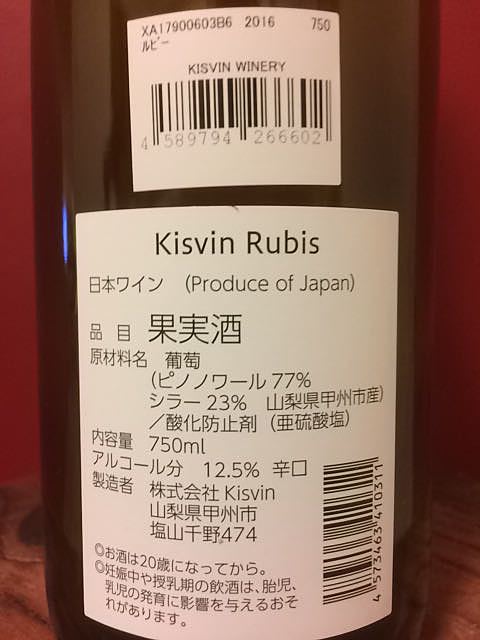 XA17900603B6 2016 750
ルビー
KISVIN WINERY
4 589794 266602
Kisvin Rubis
日本ワイン (Produce of Japan)
品 目 果実酒
原材料名 葡萄
(ピノノワール 77%
シラー 23% 山梨県甲州市産)
/酸化防止剤(亜硫酸塩)
内容量 750ml
アルコール分 12.5% 辛口
製造者 株式会社 Kisvin
山梨県甲州市
塩山千野474
◎お酒は20歳になってから。
◎妊娠中や授乳期の飲酒は、胎児、
乳児の発育に影響を与えるおそ
れがあります。
4 573463 410311